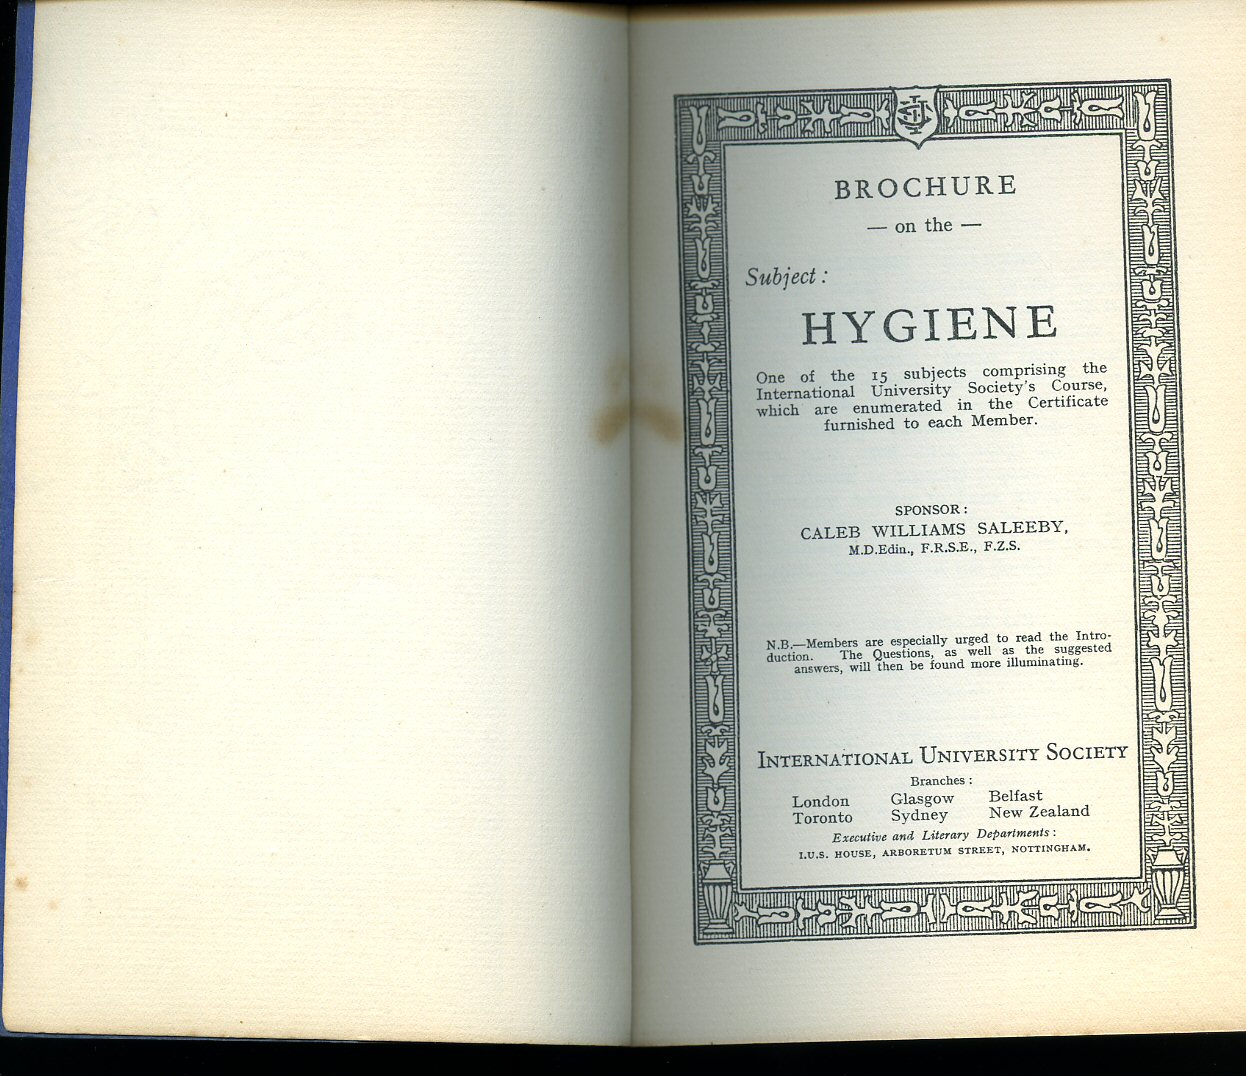 BROCHURE
— on the —
Subject :
HYGIENE
One of the 15 subjects comprising the
International University Society's Course,
which are enumerated in the Certificate
furnished to each Member.
SPONSOR :
CALEB WILLIAMS SALEEBY,
M.D.Edin., F.R.S.E., F.Z.S.
N.B.—Members are especially urged to read the Intro-
duction. The Questions, as well as the suggested
answers, will then be found more illuminating.
INTERNATIONAL UNIVERSITY SOCIETY
Branches :
London Glasgow Belfast
Toronto Sydney New Zealand
Executive and Literary Departments :
I.U.S. HOUSE, ARBORETUM STREET, NOTTINGHAM.